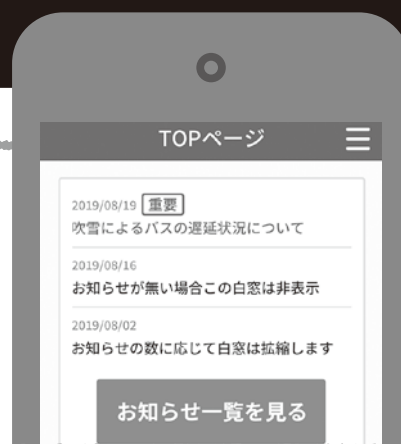 TOPページ
2019/08/19 重要
吹雪によるバスの遅延状況について
2019/08/16
お知らせが無い場合この白窓は非表示
2019/08/02
お知らせの数に応じて白窓は拡縮します
お知らせ一覧を見る